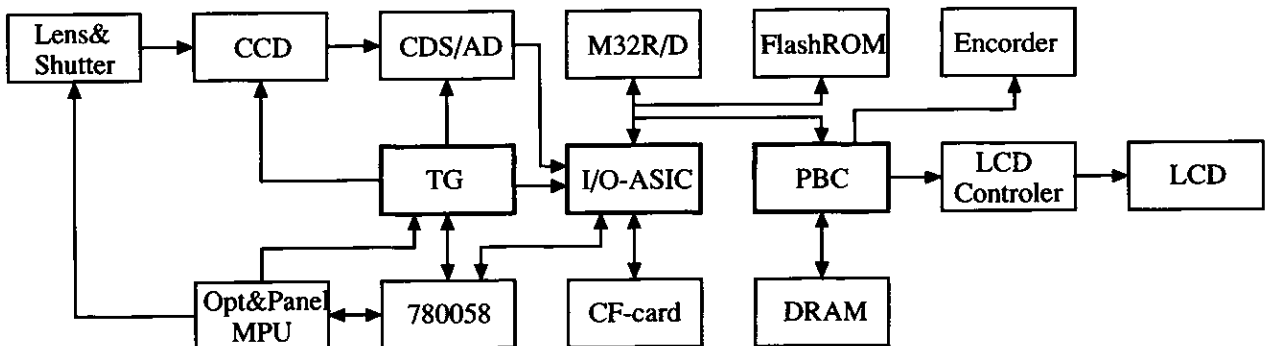 Lens&
Shutter
CCD
CDS/AD
M32R/D
FlashROM
Encorder
TG
I/O-ASIC
PBC
LCD
Controler
LCD
Opt&Panel
MPU
780058
CF-card
DRAM